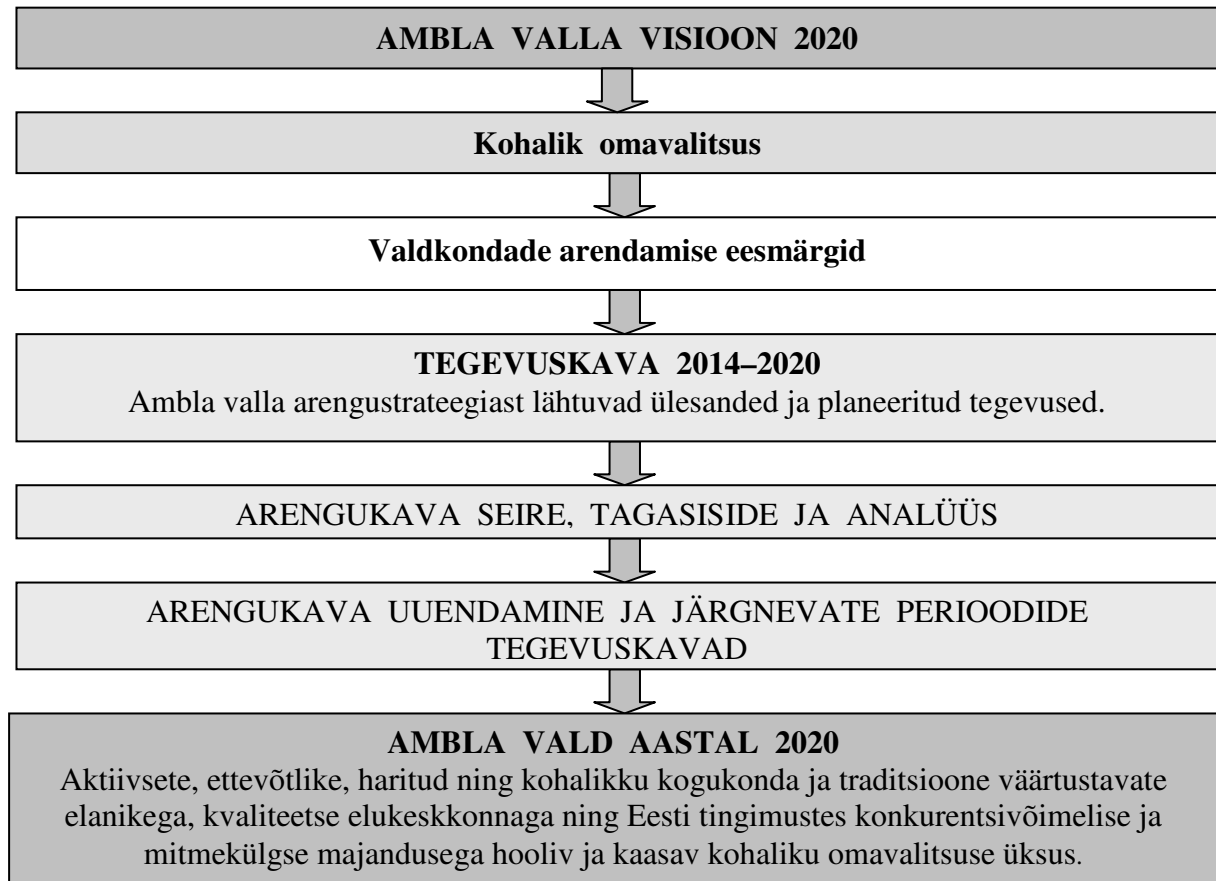 AMBLA VALLA VISIOON 2020
Kohalik omavalitsus
Valdkondade arendamise eesmärgid
TEGEVUSKAVA 2014–2020
Ambla valla arengustrateegiast lähtuvad ülesanded ja planeeritud tegevused.
ARENGUKAVA SEIRE, TAGASISIDE JA ANALÜÜS
ARENGUKAVA UUENDAMINE JA JÄRGNEVATE PERIOODIDE
TEGEVUSKAVAD
AMBLA VALD AASTAL 2020
Aktiivsete, ettevõtlike, haritud ning kohalikku kogukonda ja traditsioone väärtustavate
elanikega, kvaliteetse elukeskkonnaga ning Eesti tingimustes konkurentsivõimelise ja
mitmekülgse majandusega hooliv ja kaasav kohaliku omavalitsuse üksus.